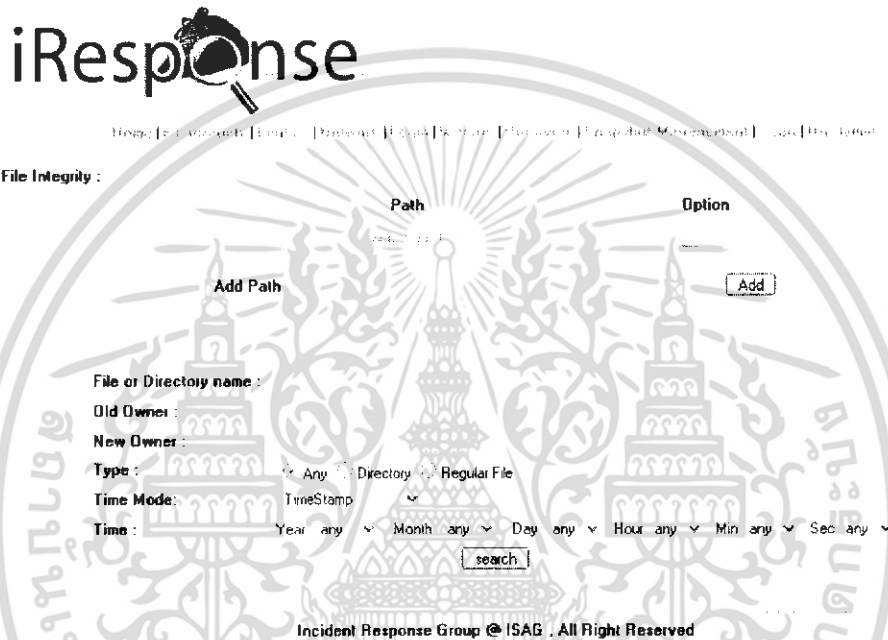 iResponse
Home
File Integrity :
Path Option
Add Path Add
File or Directory name :
Old Owner :
New Owner :
Type : Any Directory Regular File
Time Mode: TimeStamp
Time : Year any Month any Day any Hour any Min any Sec any
search
Incident Response Group @ ISAG , All Right Reserved